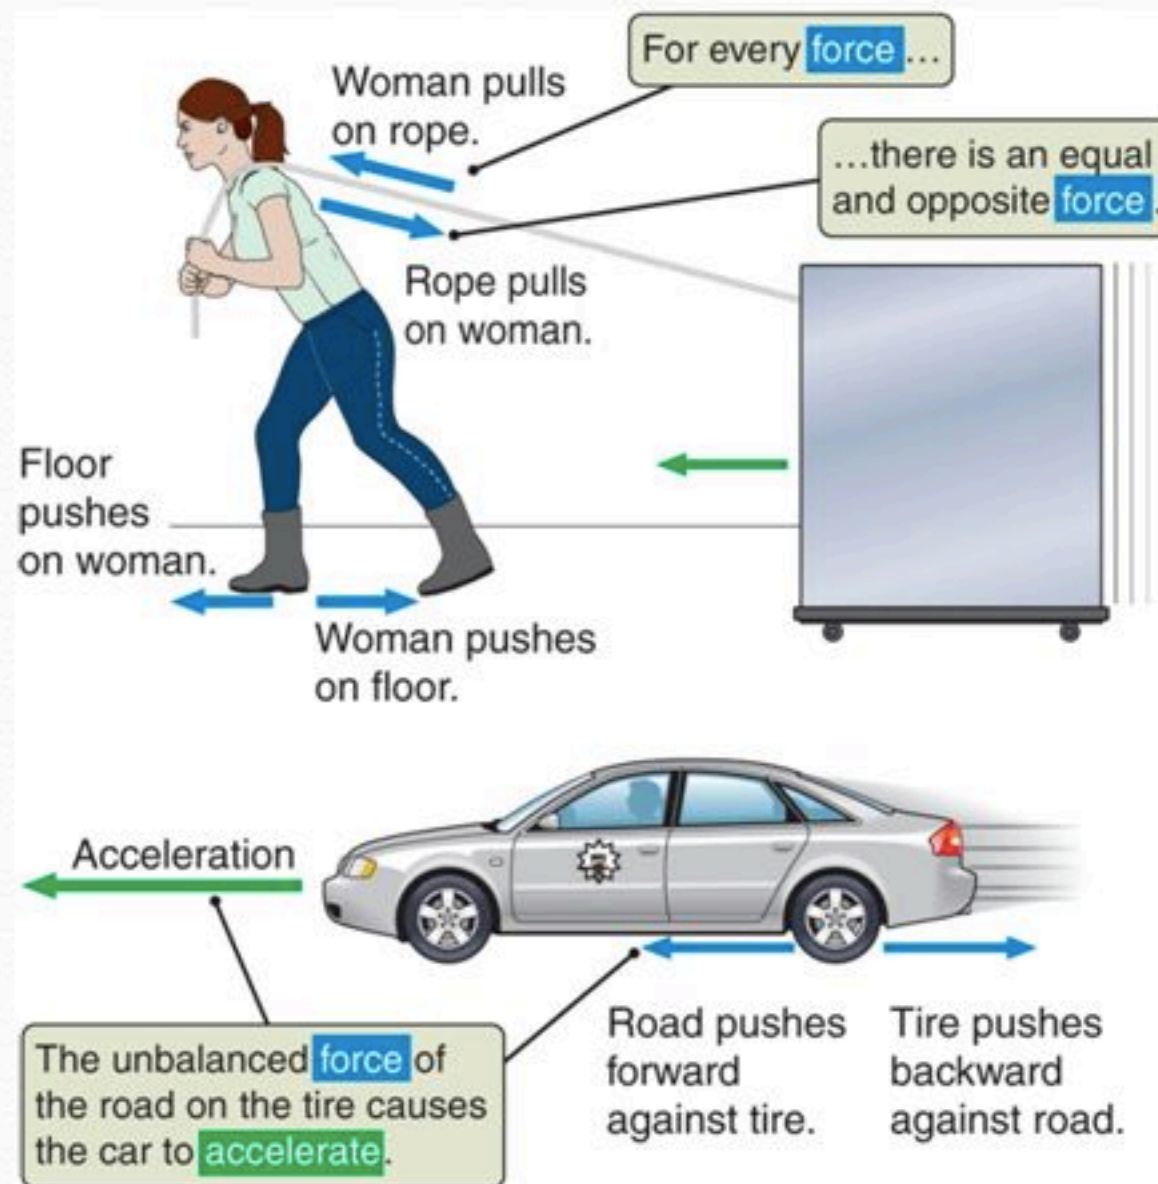 For every force ...
Woman pulls
on rope.
...there is an equal
and opposite force.
Rope pulls
on woman.
Floor
pushes
on woman.
Woman pushes
on floor.
Acceleration
The unbalanced force of
the road on the tire causes
the car to accelerate.
Road pushes
forward
against tire.
Tire pushes
backward
against road.